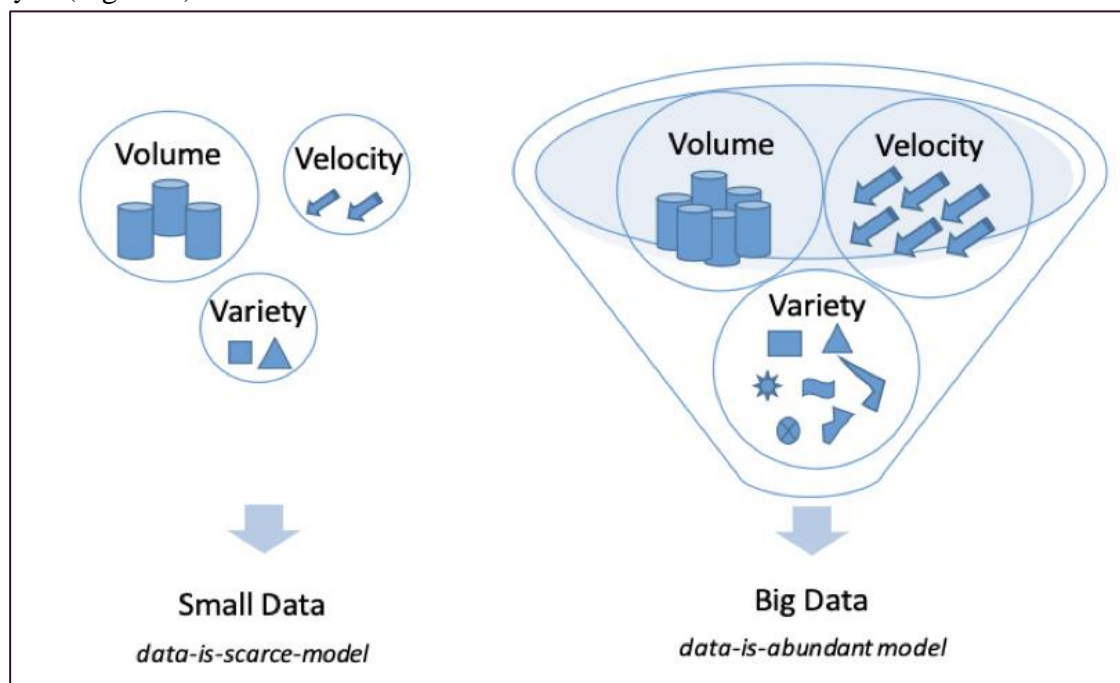 Volume
Velocity
Variety
Small Data
data-is-scarce-model
Volume
Velocity
Variety
Big Data
data-is-abundant model